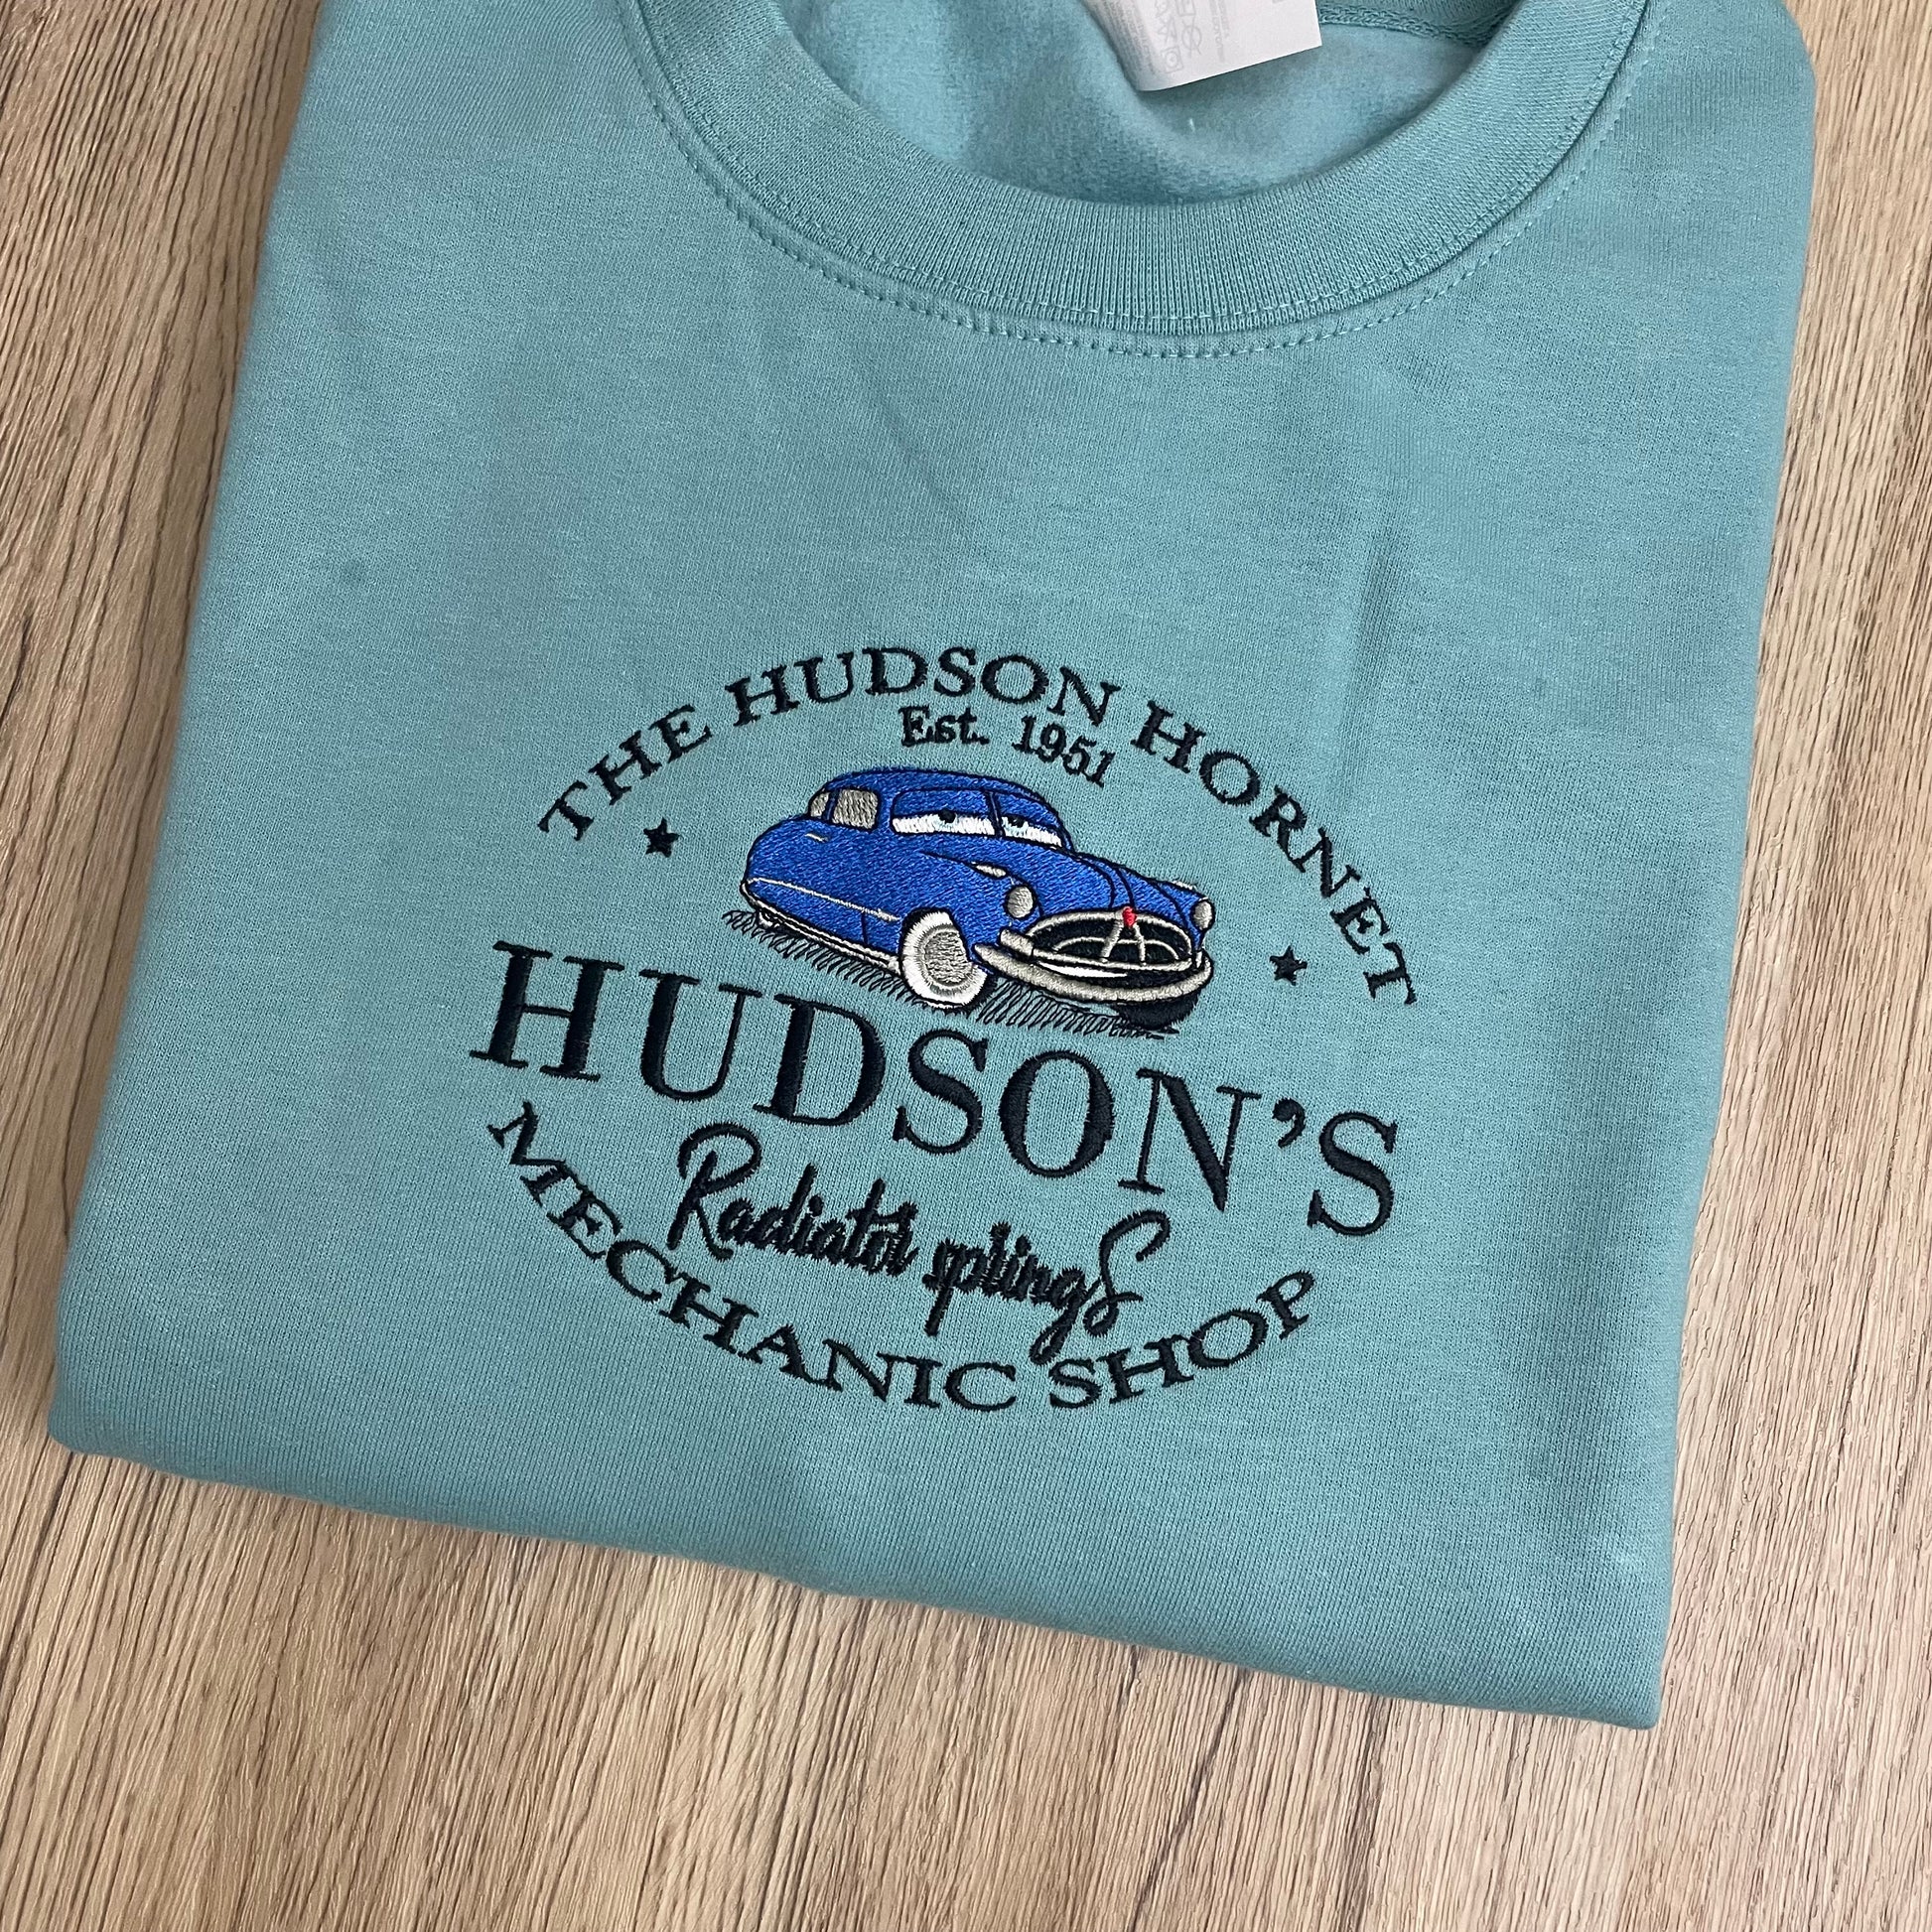 THE HUDSON HORNET
Est. 1951
HUDSON'S
Radiator springs
MECHANIC SHOP